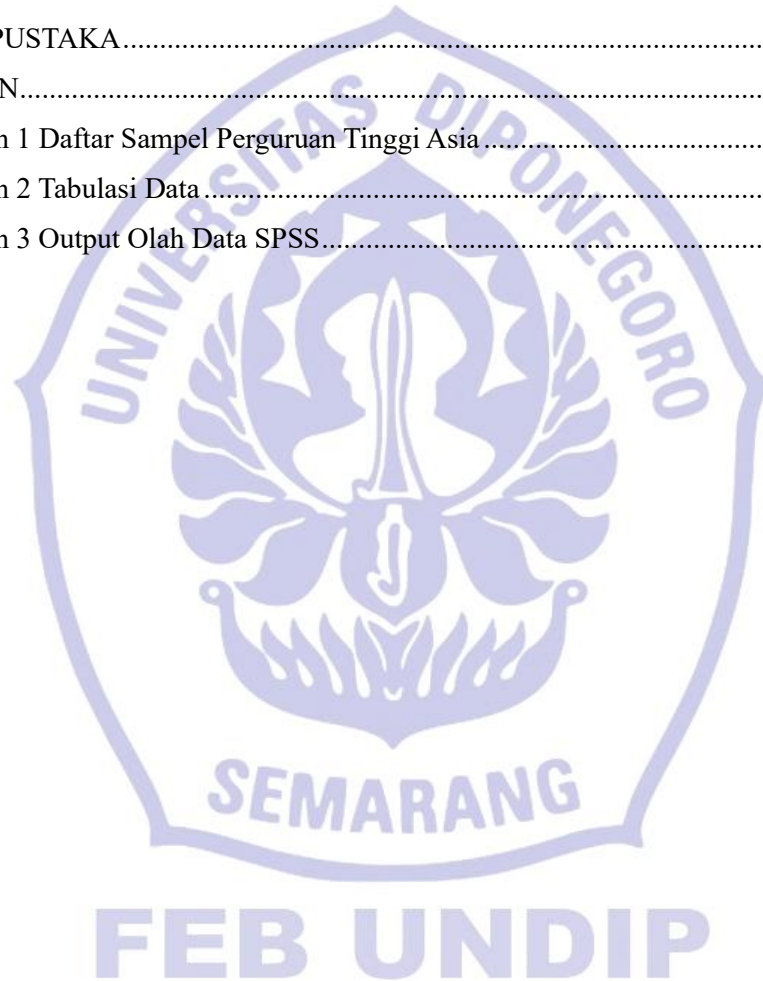 PUSTAKA..........................................................................................
N..........................................................................................
n 1 Daftar Sampel Perguruan Tinggi Asia..........................................
n 2 Tabulasi Data..........................................................................
n 3 Output Olah Data SPSS..........................................................
UNIVERSITAS DIPONEGORO
SEMARANG
FEB UNDIP